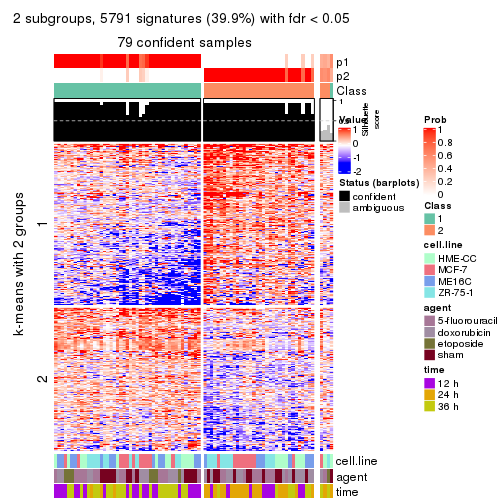 2 subgroups, 5791 signatures (39.9%) with fdr < 0.05
79 confident samples
p1
p2
Class
1
Silhouette
score
k-means with 2 groups
1
2
Value
1
0
-1
-2
Status (barplots)
confident
ambiguous
Prob
1
0.8
0.6
0.4
0.2
0
Class
1
2
cell.line
HME-CC
MCF-7
ME16C
ZR-75-1
agent
5-fluorouracil
doxorubicin
etoposide
sham
time
12 h
24 h
36 h
cell.line
agent
time